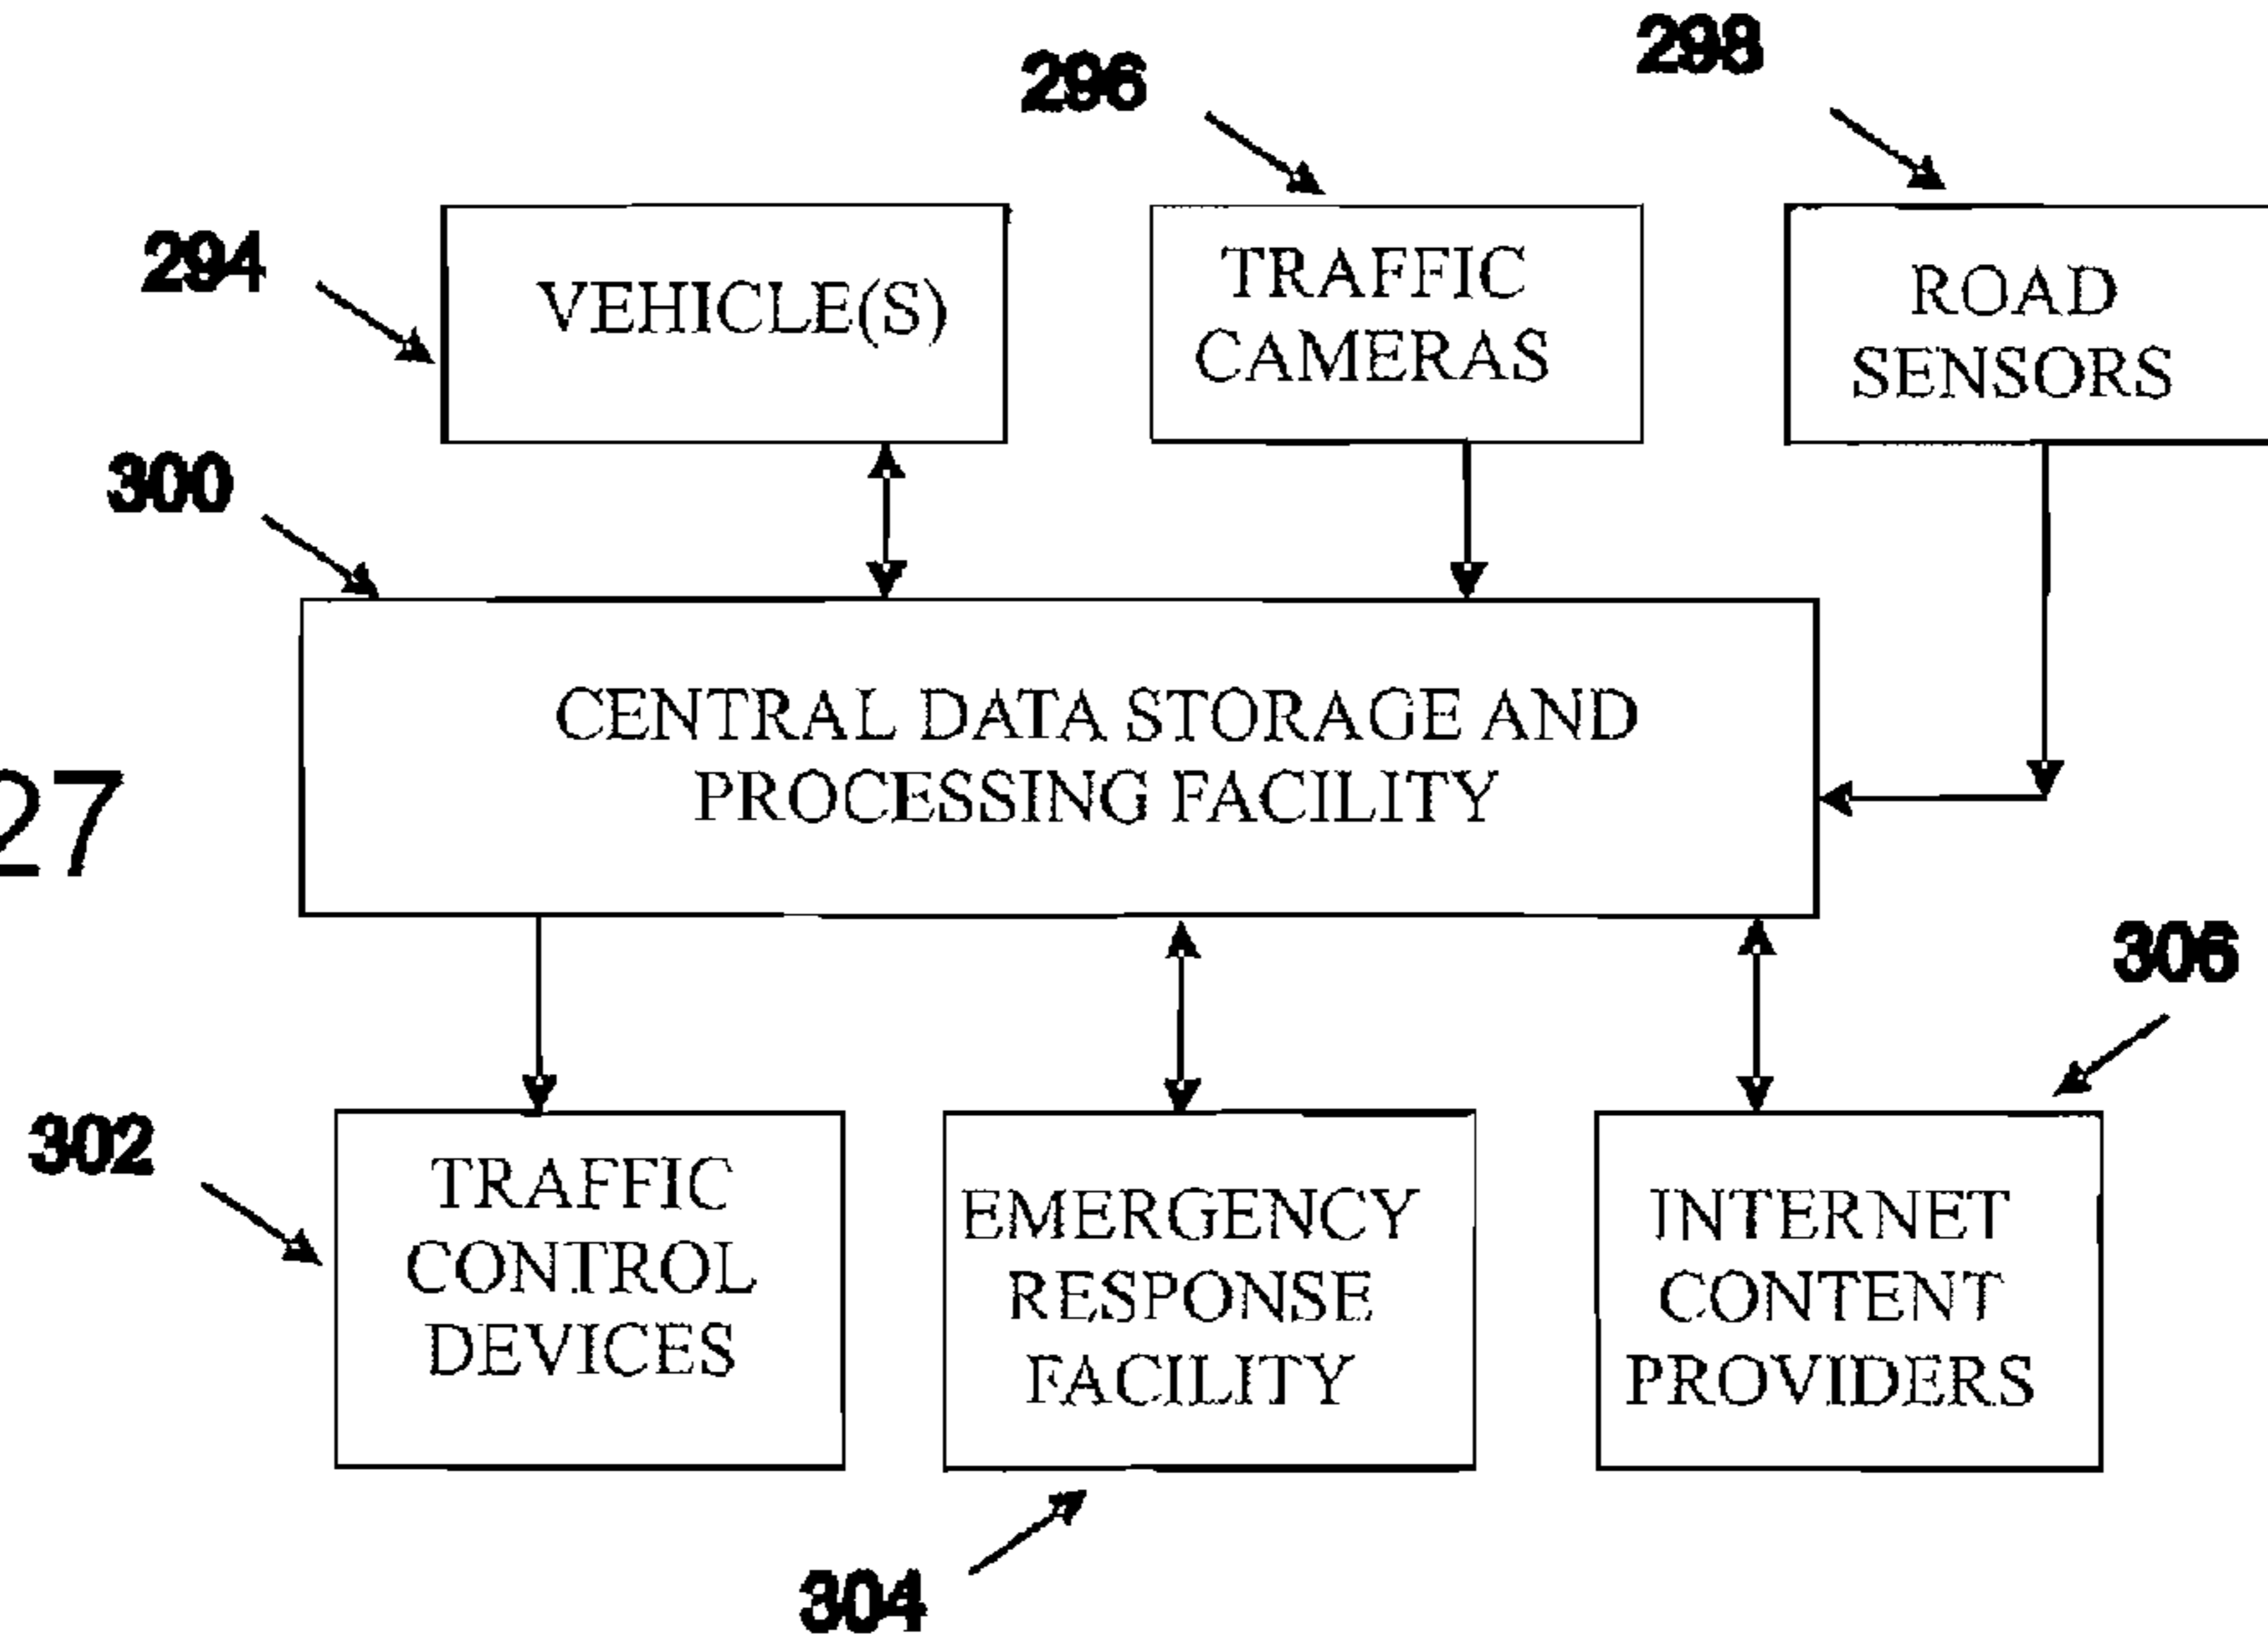 298
296
294
VEHICLE(S)
TRAFFIC
CAMERAS
ROAD
SENSORS
300
CENTRAL DATA STORAGE AND
PROCESSING FACILITY
27
306
302
TRAFFIC
CONTROL
DEVICES
EMERGENCY
RESPONSE
FACILITY
INTERNET
CONTENT
PROVIDERS
304